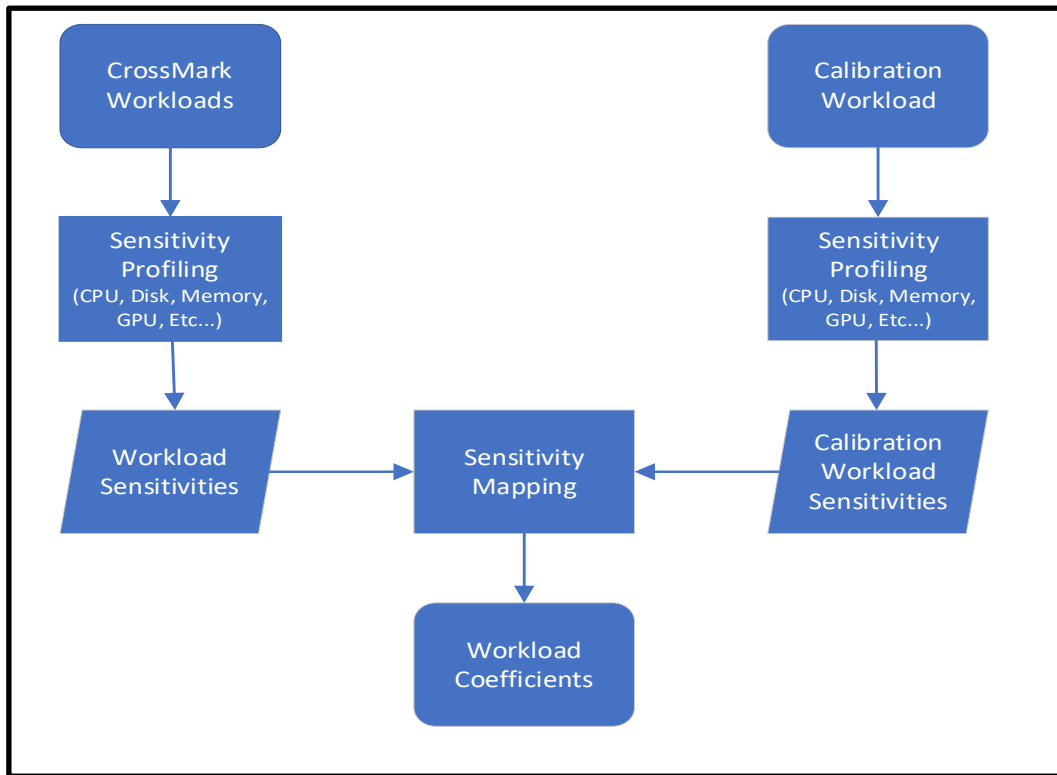 CrossMark
Workloads
Calibration
Workload
Sensitivity
Profiling
(CPU, Disk, Memory,
GPU, Etc...)
Sensitivity
Profiling
(CPU, Disk, Memory,
GPU, Etc...)
Workload
Sensitivities
Sensitivity
Mapping
Calibration
Workload
Sensitivities
Workload
Coefficients